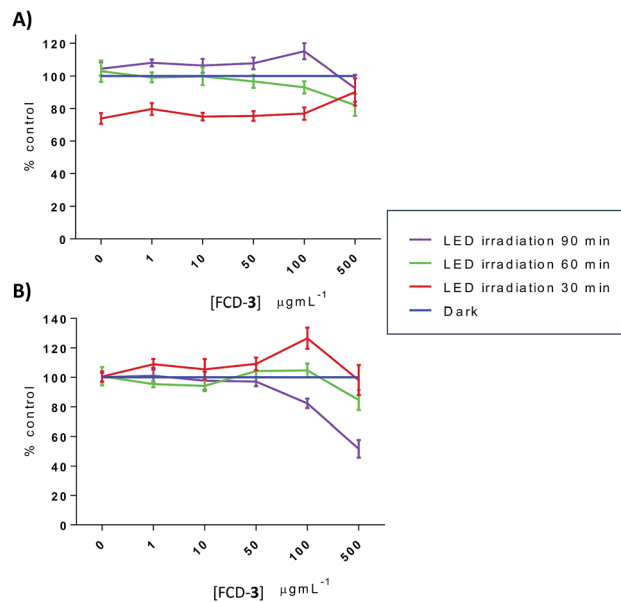 A)
120
100
80
60
40
20
0
% control
0 1 10 50 100 500
[FCD-3] µgmL⁻¹
LED irradiation 90 min
LED irradiation 60 min
LED irradiation 30 min
Dark
B)
140
120
100
80
60
40
20
0
% control
0 1 10 50 100 500
[FCD-3] µgmL⁻¹